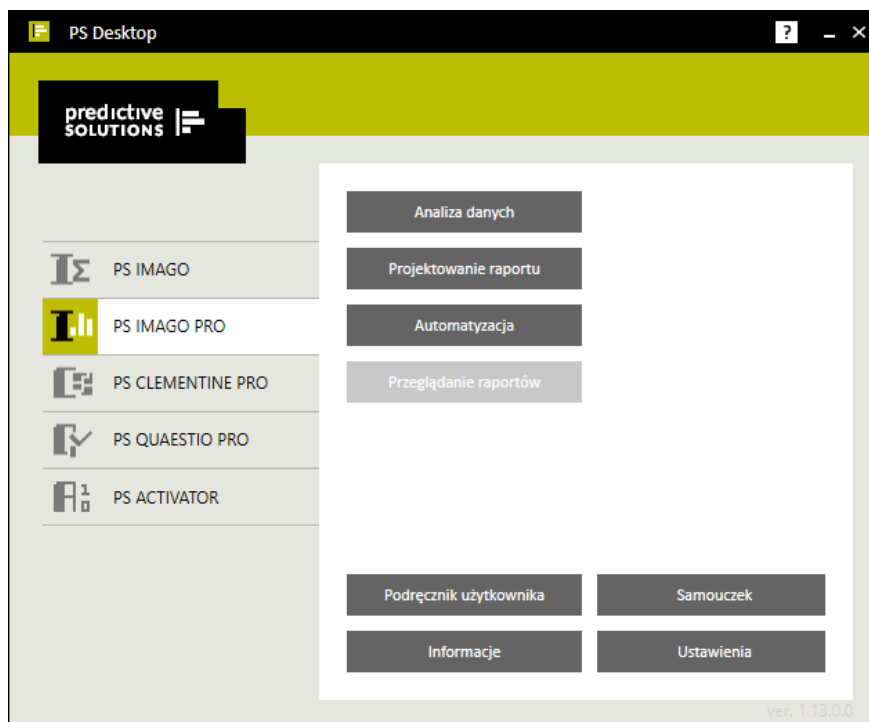 PS Desktop
?
predictive
SOLUTIONS
PS IMAGO
PS IMAGO PRO
PS CLEMENTINE PRO
PS QUAESTIO PRO
PS ACTIVATOR
Analiza danych
Projektowanie raportu
Automatyzacja
Przeglądanie raportów
Podręcznik użytkownika
Samouczek
Informacje
Ustawienia
ver. 1.13.0.0